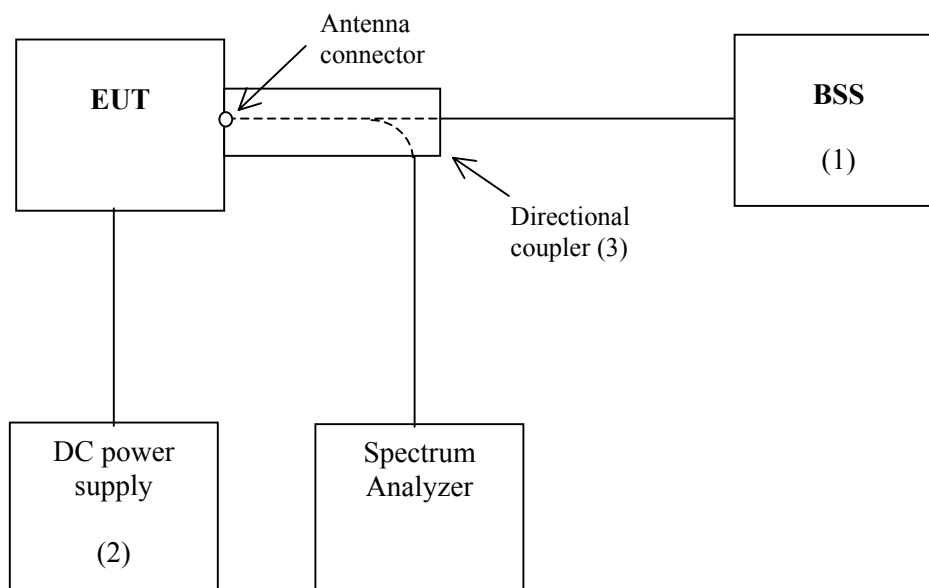 Antenna
connector
EUT
BSS
(1)
Directional
coupler (3)
DC power
supply
(2)
Spectrum
Analyzer